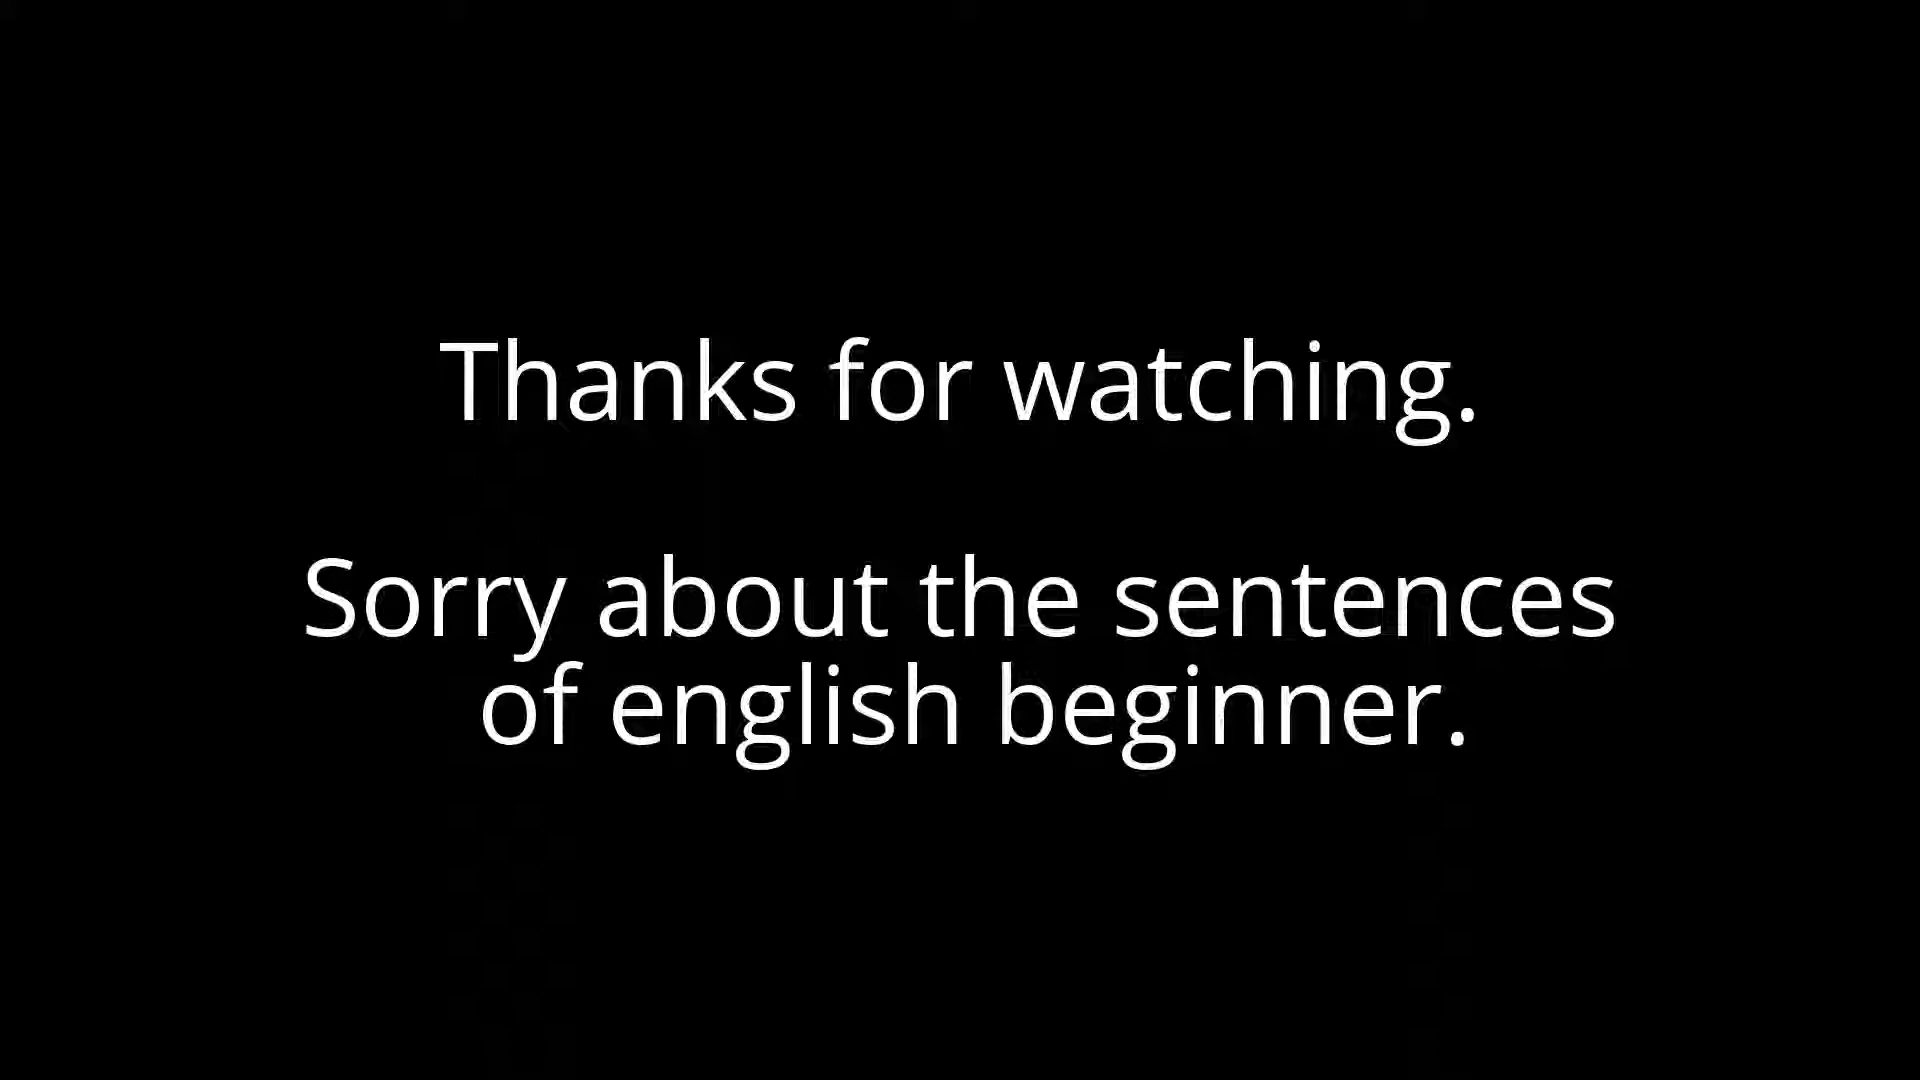 Thanks for watching.
Sorry about the sentences
of english beginner.